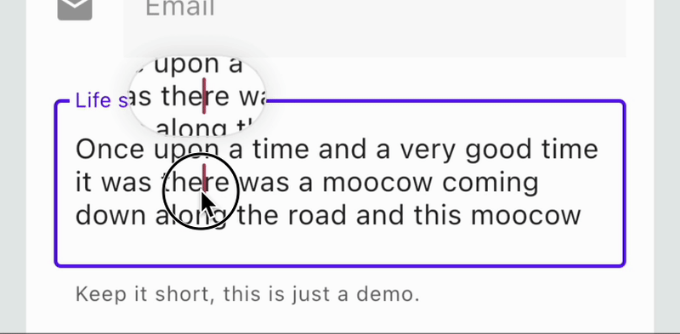 Email
upon a
as there wa
along t
Life s
Once upon a time and a very good time
it was there was a moocow coming
down along the road and this moocow
Keep it short, this is just a demo.